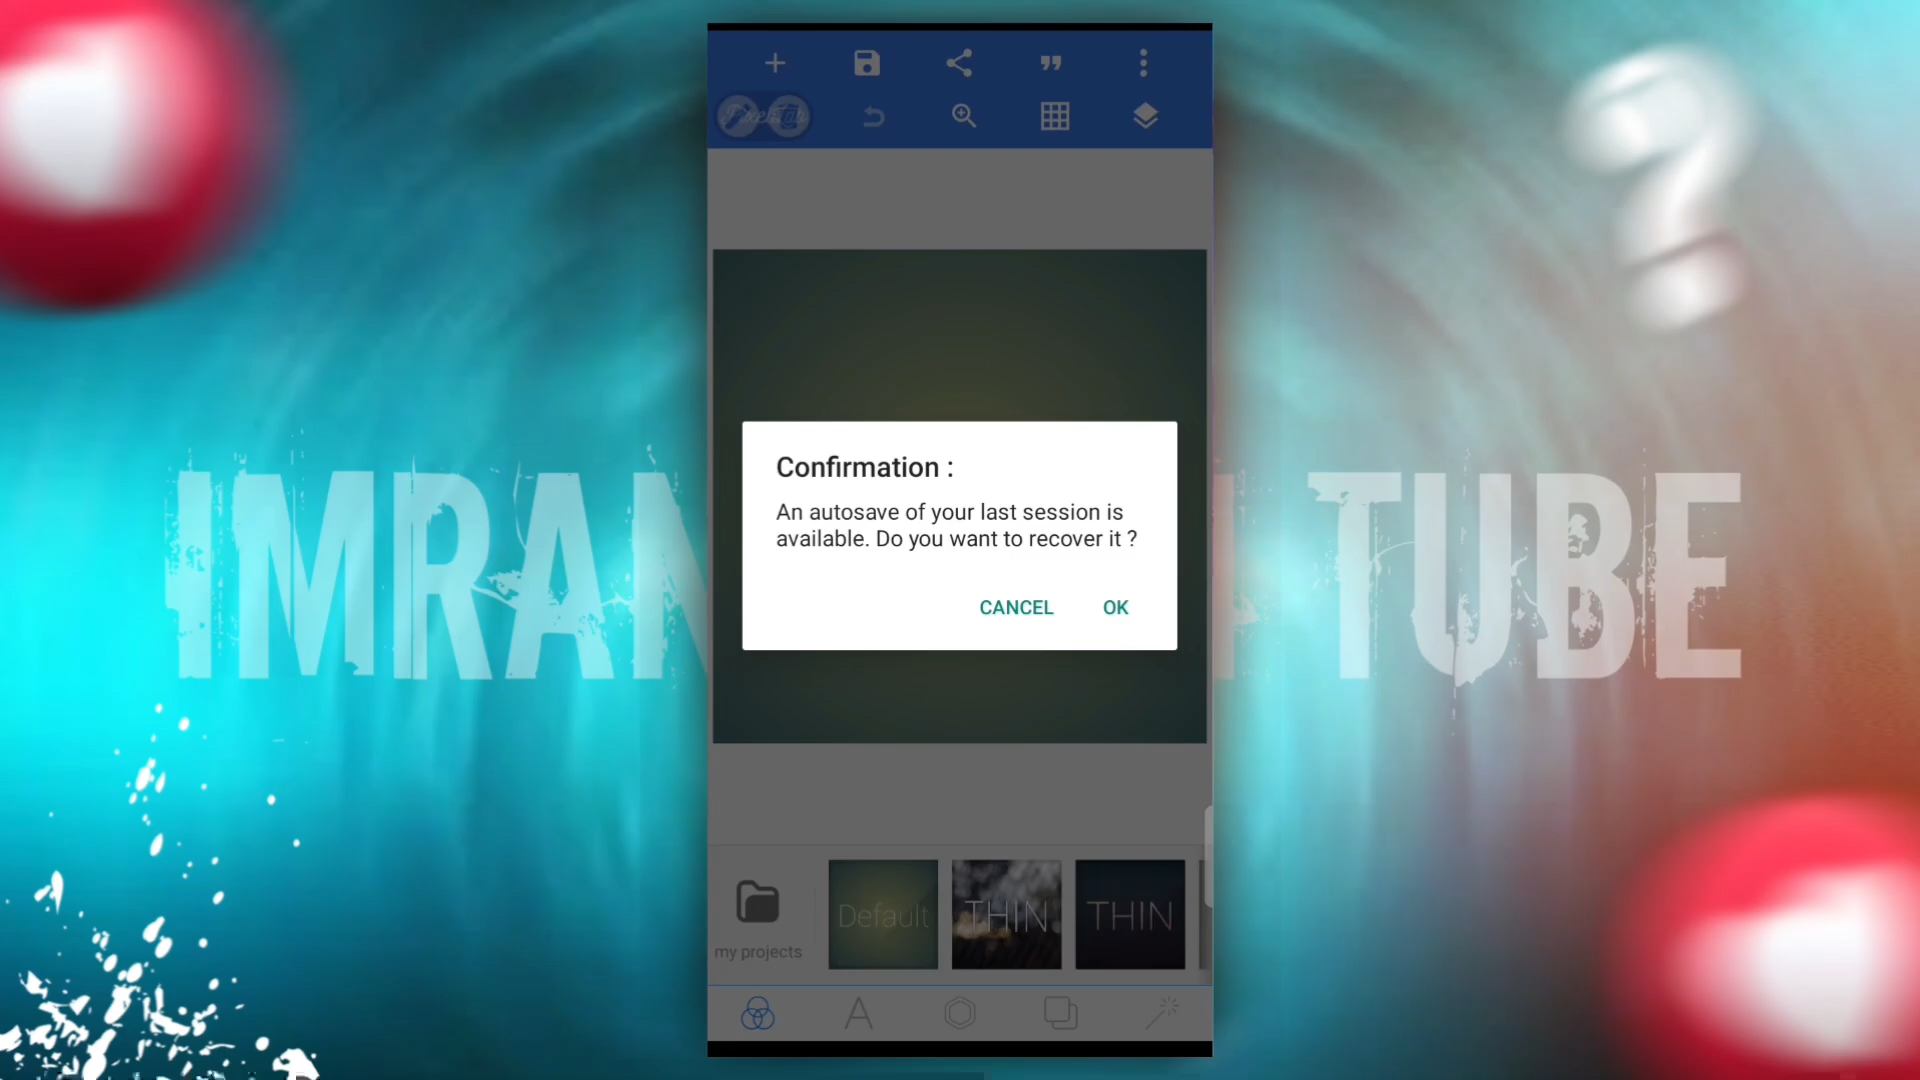 Confirmation :
An autosave of your last session is
available. Do you want to recover it ?
CANCEL OK
IMRAN TUBE
my projects
Default
THIN
THIN